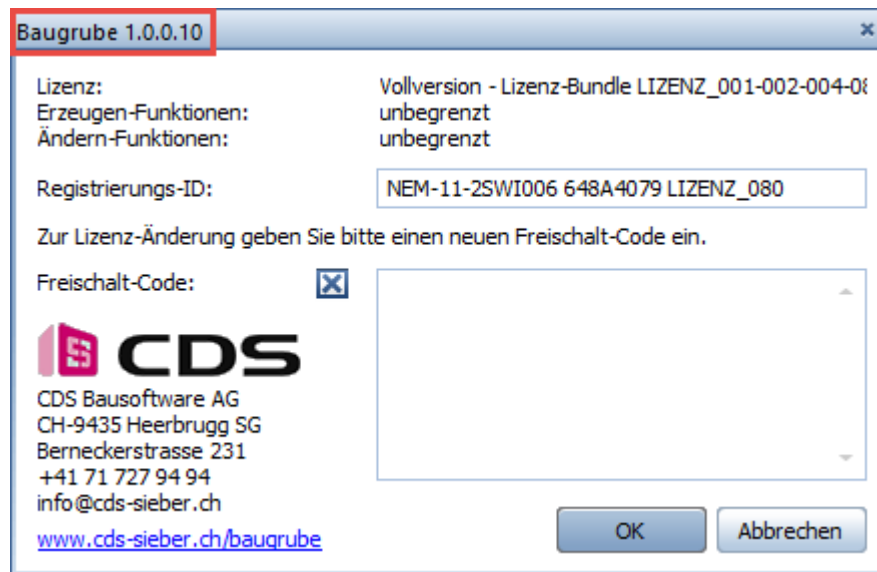 Baugrube 1.0.0.10
Lizenz: Vollversion - Lizenz-Bundle LIZENZ_001-002-004-08
Erzeugen-Funktionen: unbegrenzt
Ändern-Funktionen: unbegrenzt
Registrierungs-ID: NEM-11-2SWI006 648A4079 LIZENZ_080
Zur Lizenz-Änderung geben Sie bitte einen neuen Freischalt-Code ein.
Freischalt-Code:
CDS
CDS Bausoftware AG
CH-9435 Heerbrugg SG
Berneckerstrasse 231
+41 71 727 94 94
info@cds-sieber.ch
www.cds-sieber.ch/baugrube
OK Abbrechen